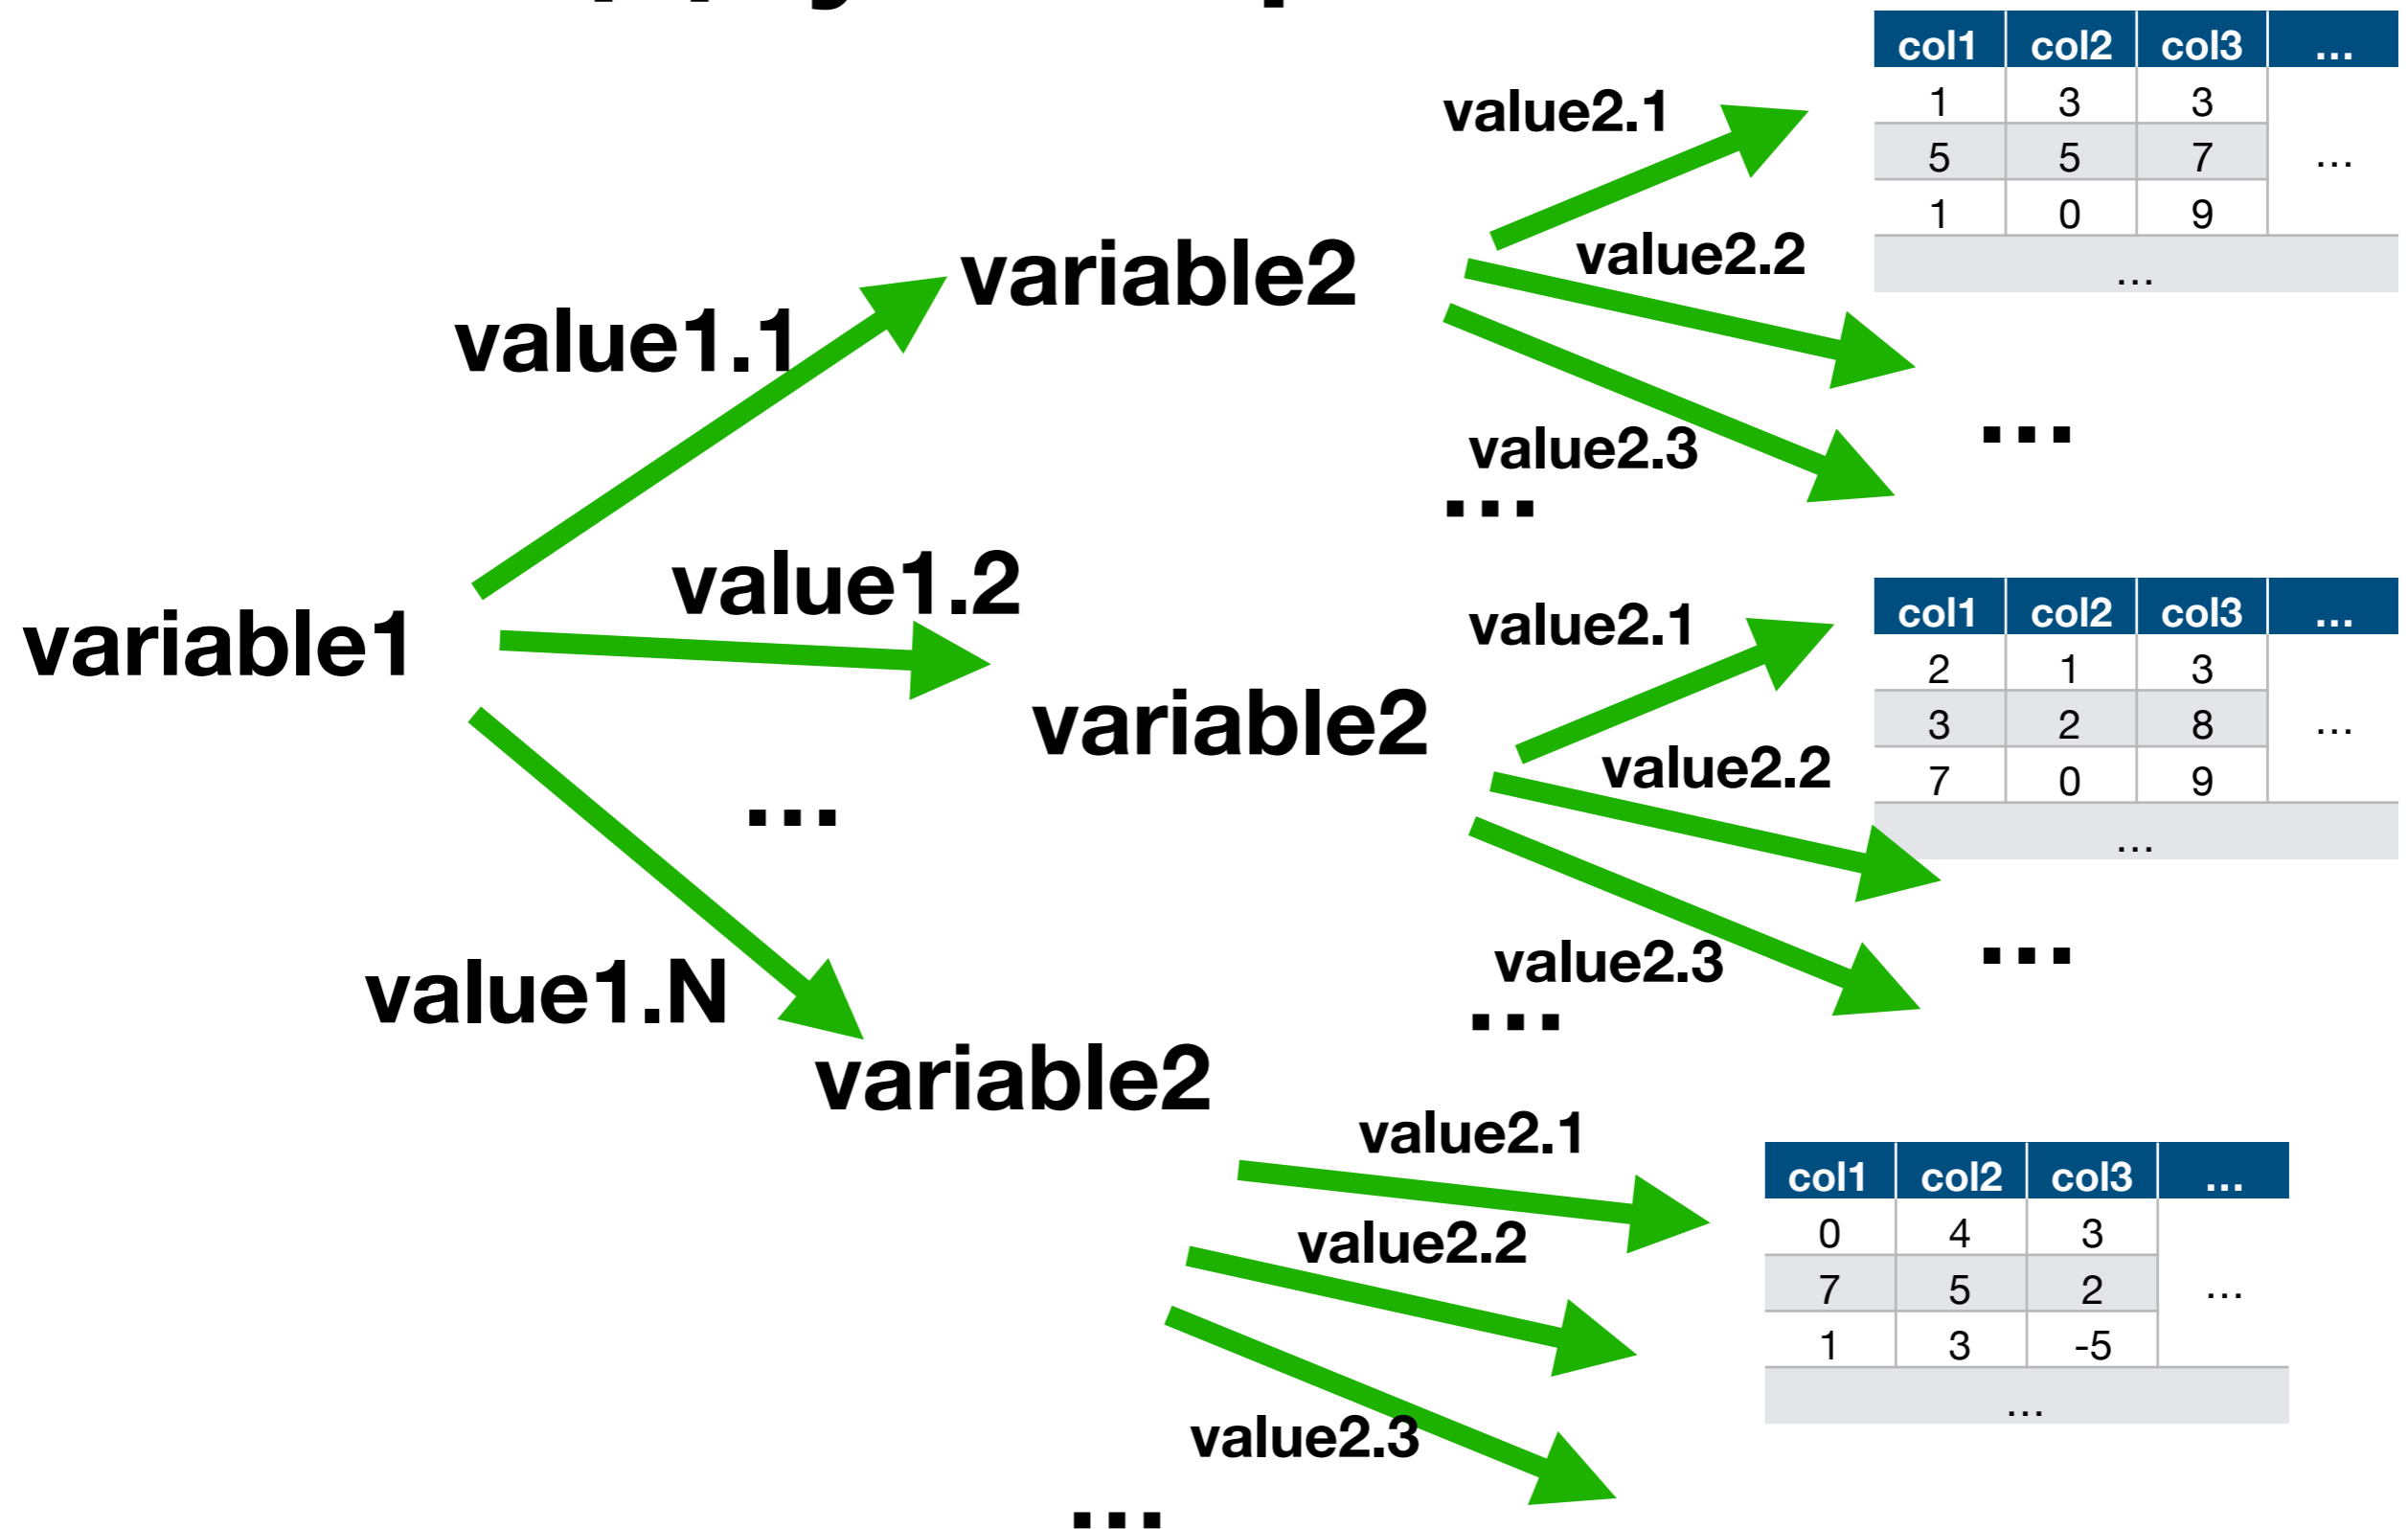 col1 col2 col3 ...
1 3 3
5 5 7 ...
1 0 9
...
value2.1
value2.2
variable2
value1.1
value2.3
...
...
value1.2
variable1
col1 col2 col3 ...
2 1 3
3 2 8 ...
7 0 9
...
value2.1
variable2
value2.2
...
value2.3
...
...
value1.N
variable2
value2.1
col1 col2 col3 ...
0 4 3
7 5 2 ...
1 3 -5
...
value2.2
value2.3
...